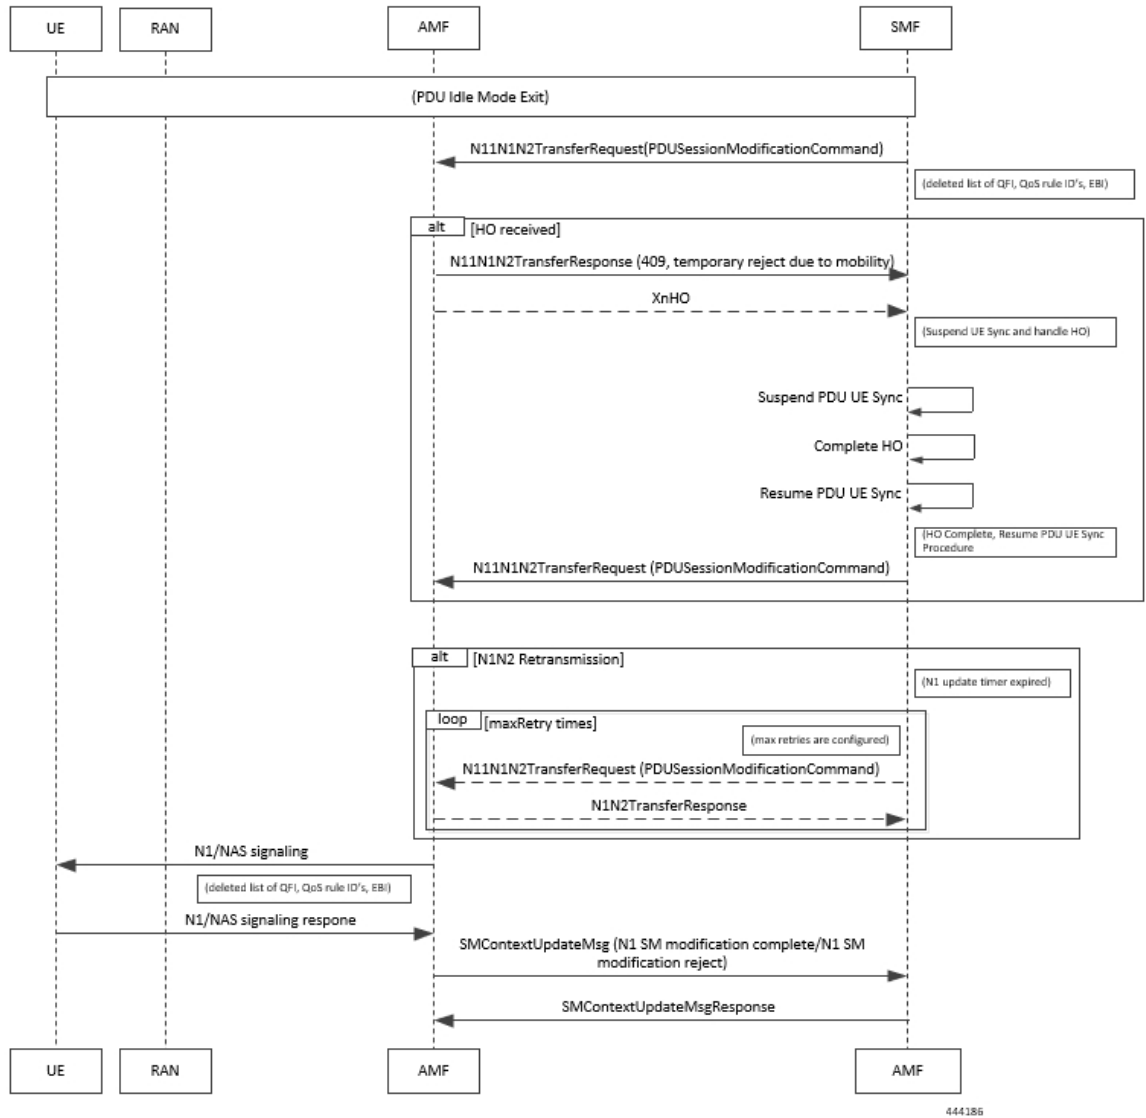 UE RAN AMF SMF
(PDU Idle Mode Exit)
N11N1N2TransferRequest(PDUSessionModificationCommand)
(deleted list of QFI, QoS rule ID's, EBI)
alt [HO received]
N11N1N2TransferResponse (409, temporary reject due to mobility)
XnHO
(Suspend UE Sync and handle HO)
Suspend PDU UE Sync
Complete HO
Resume PDU UE Sync
(HO Complete, Resume PDU UE Sync
Procedure
N11N1N2TransferRequest (PDUSessionModificationCommand)
alt [N1N2 Retransmission]
(N1 update timer expired)
loop [maxRetry times]
(max retries are configured)
N11N1N2TransferRequest (PDUSessionModificationCommand)
N1N2TransferResponse
N1/NAS signaling
(deleted list of QFI, QoS rule ID's, EBI)
N1/NAS signaling respone
SMContextUpdateMsg (N1 SM modification complete/N1 SM
modification reject)
SMContextUpdateMsgResponse
UE RAN AMF AMF
444186